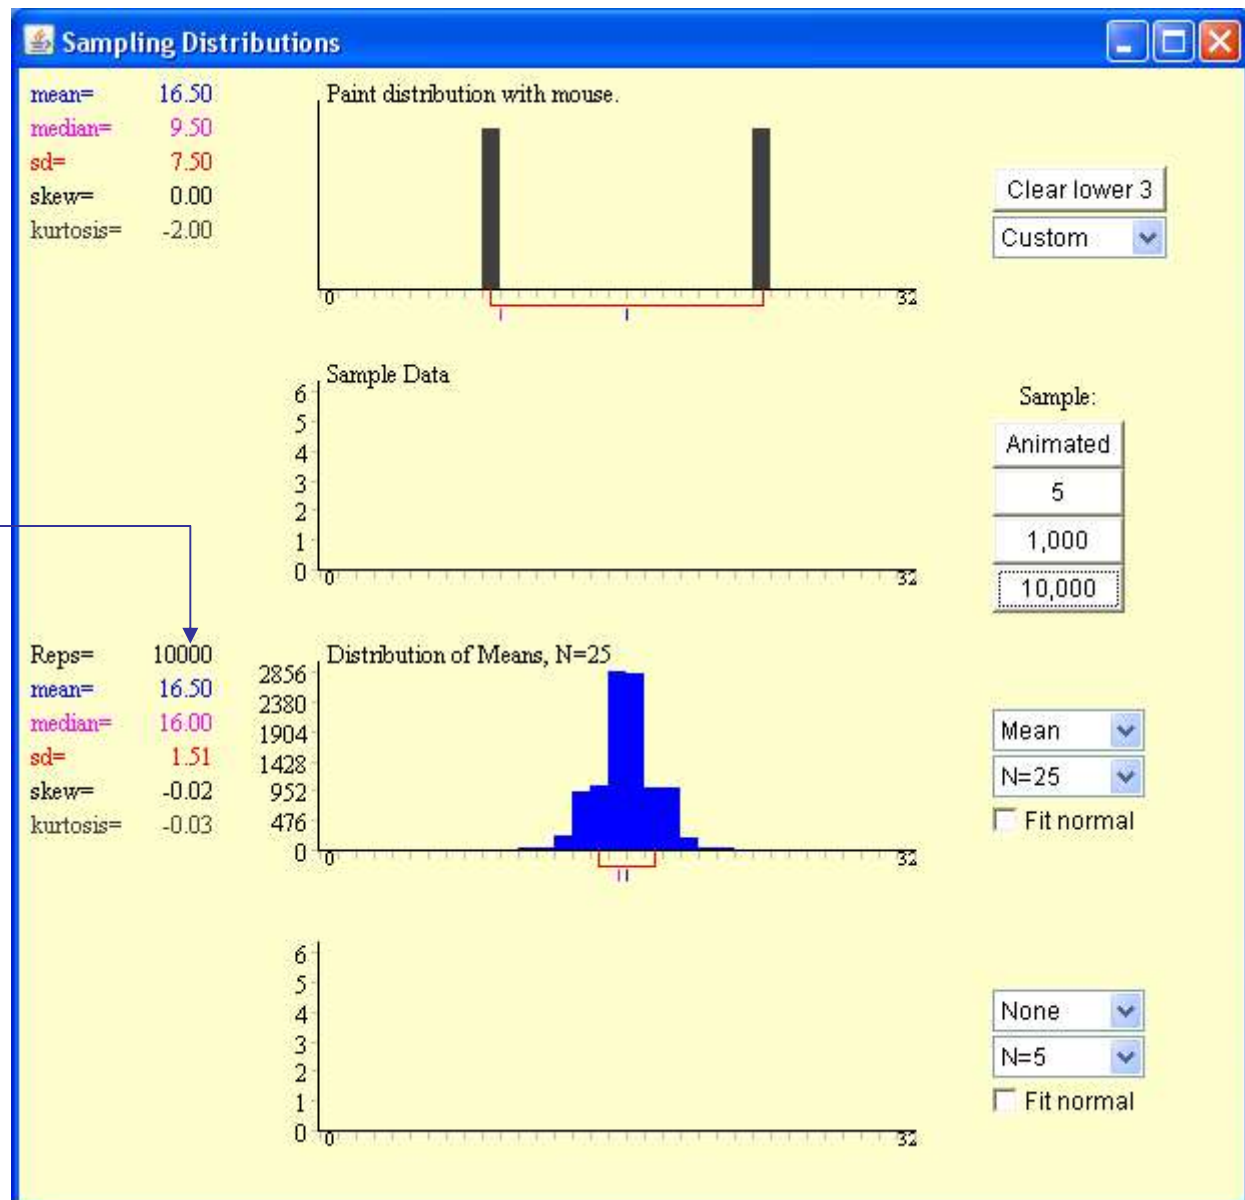 Sampling Distributions
mean= 16.50
median= 9.50
sd= 7.50
skew= 0.00
kurtosis= -2.00
Paint distribution with mouse.
0 32
Clear lower 3
Custom
Sample Data
6
5
4
3
2
1
0
0 32
Sample:
Animated
5
1,000
10,000
Reps= 10000
mean= 16.50
median= 16.00
sd= 1.51
skew= -0.02
kurtosis= -0.03
Distribution of Means, N=25
2856
2380
1904
1428
952
476
0
0 32
Mean
N=25
Fit normal
6
5
4
3
2
1
0
0 32
None
N=5
Fit normal